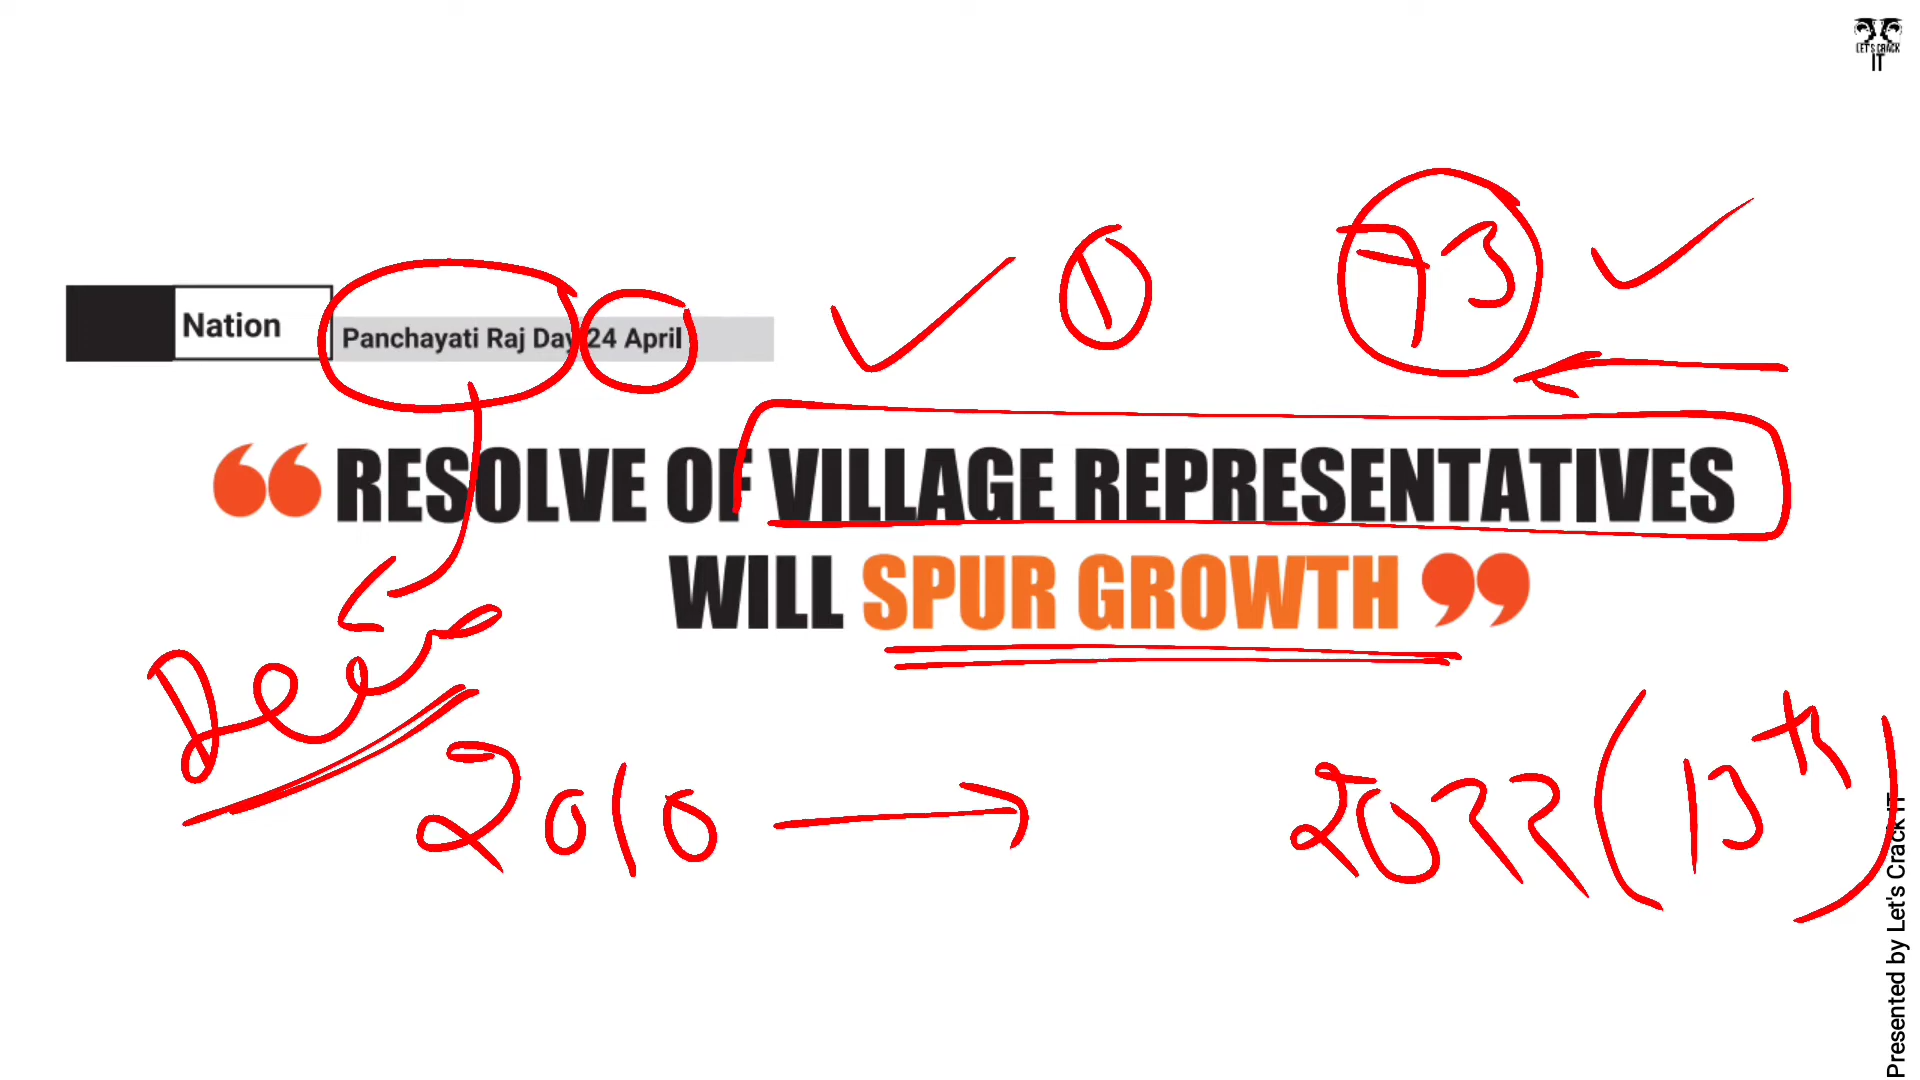 LET'S CRACK
IT
73
1
Nation
Panchayati Raj Day 24 April
“RESOLVE OF VILLAGE REPRESENTATIVES
WILL SPUR GROWTH”
2010 → 2022 (13th)
Presented by Let's Crack IT